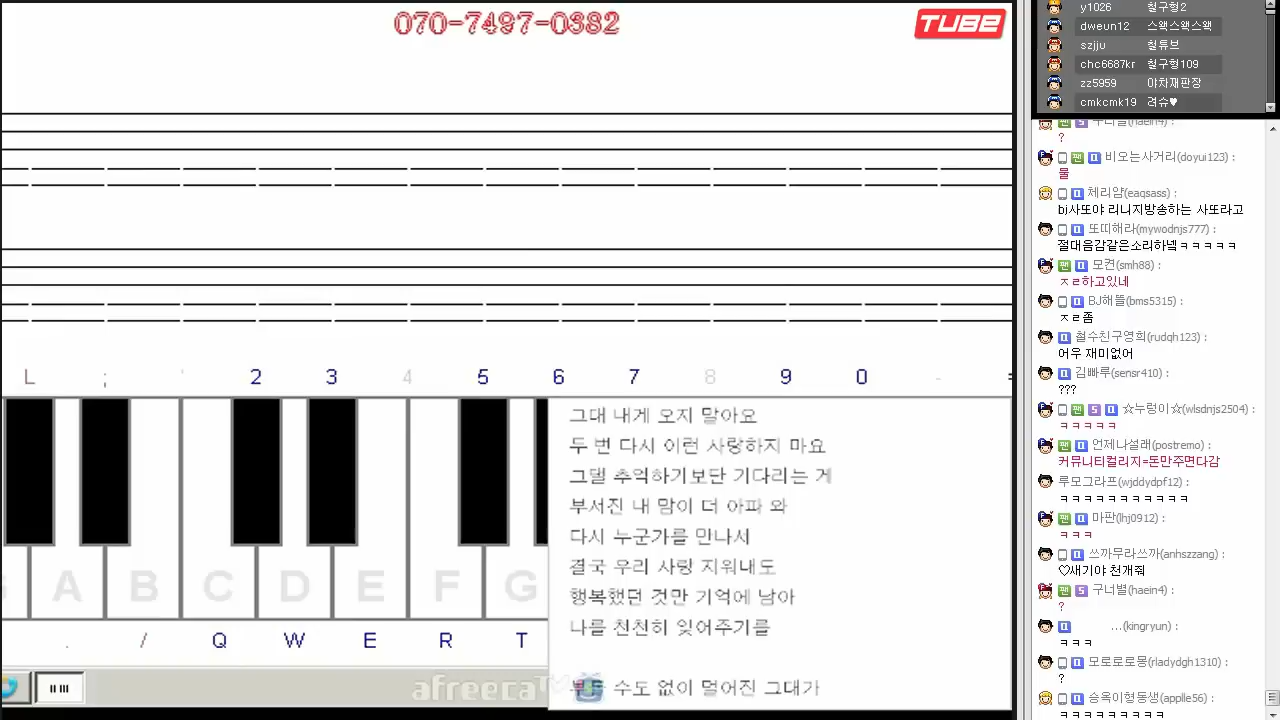 070-7497-0382
TUBE
L ; ' 2 3 4 5 6 7 8 9 0 - =
그대 내게 오지 말아요
두 번 다시 이런 사랑하지 마요
그댈 추억하기보단 기다리는 게
부서진 내 맘이 더 아파 와
다시 누군가를 만나서
결국 우리 사랑 지워내도
행복했던 것만 기억에 남아
나를 천천히 잊어주기를
수도 없이 멀어진 그대가
A B C D E F G
. / Q W E R T
afreecaTV
y1026 철구형2
dweun12 스왝스왝스왝
szjju 철튜브
chc6687kr 철구형109
zz5959 야차재판장
cmkcmk19 격슈♥
구너별(haein4)
?
비오는사거리(doyui123) :
물
체리얌(eaqsass) :
bj사또야 리니지방송하는 사또라고
또띠해라(mywodnjs777) :
절대음감같은소리하넼ㅋㅋㅋㅋㅋ
모켠(smh88) :
ㅈㄹ하고있네
BJ해뜰(bms5315) :
ㅈㄹ좀
철수친구영희(rudqh123) :
어우 재미없어
김빠루(sensr410) :
???
☆누렁이☆(wlsdnjs2504) :
ㅋㅋㅋㅋㅋ
언제나설래(postremo) :
커뮤니티컬리지=돈만주면다감
루모그라프(wjddydpf12) :
ㅋㅋㅋㅋㅋㅋㅋㅋㅋㅋㅋ
마판(lhj0912) :
ㅋㅋㅋ
쓰까무라스까(anhszzang) :
♡새기야 천개줘
구너별(haein4) :
?
...(kingryun) :
ㅋㅋㅋ
모로로로몽(rladydgh1310) :
?
승옥이형동생(applle56) :
ㅋㅋㅋㅋㅋㅋㅋ